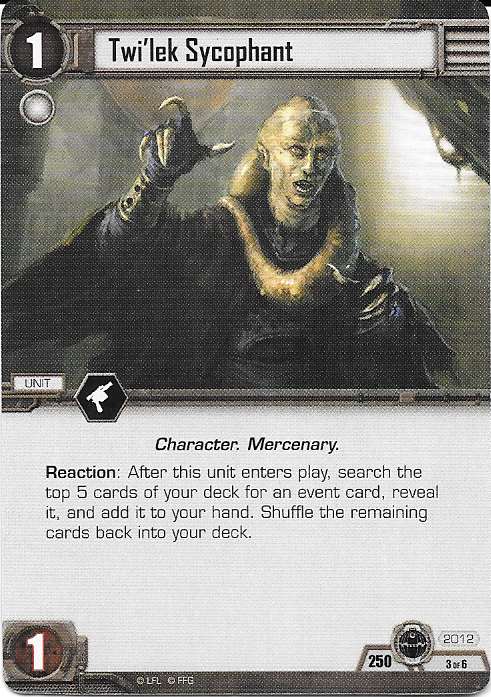 1
Twi'lek Sycophant
UNIT
Character. Mercenary.
Reaction: After this unit enters play, search the
top 5 cards of your deck for an event card, reveal
it, and add it to your hand. Shuffle the remaining
cards back into your deck.
1
250
2012
3 OF 6
© LFL © FFG